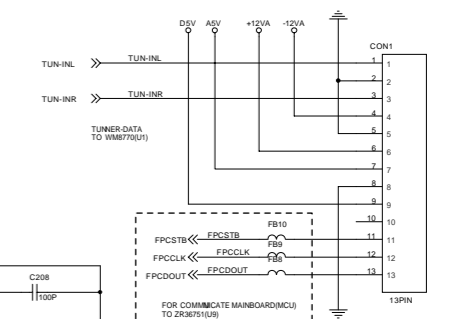 D5V A5V +12VA -12VA
CON1
TUN-INL TUN-INL 1 1
2 2
TUN-INR TUN-INR 3 3
4 4
TUNNER-DATA
TO WM8770(U1)
5 5
6 6
7 7
8 8
9 9
FB10 10 10
FPCSTB FPCSTB 11 11
FB9
FPCCLK FPCCLK 12 12
FB8
FPCDOUT FPCDOUT 13 13
C208
100P
13PIN
FOR COMMMUNICATE MAINBOARD(MCU)
TO ZR36751(U9)